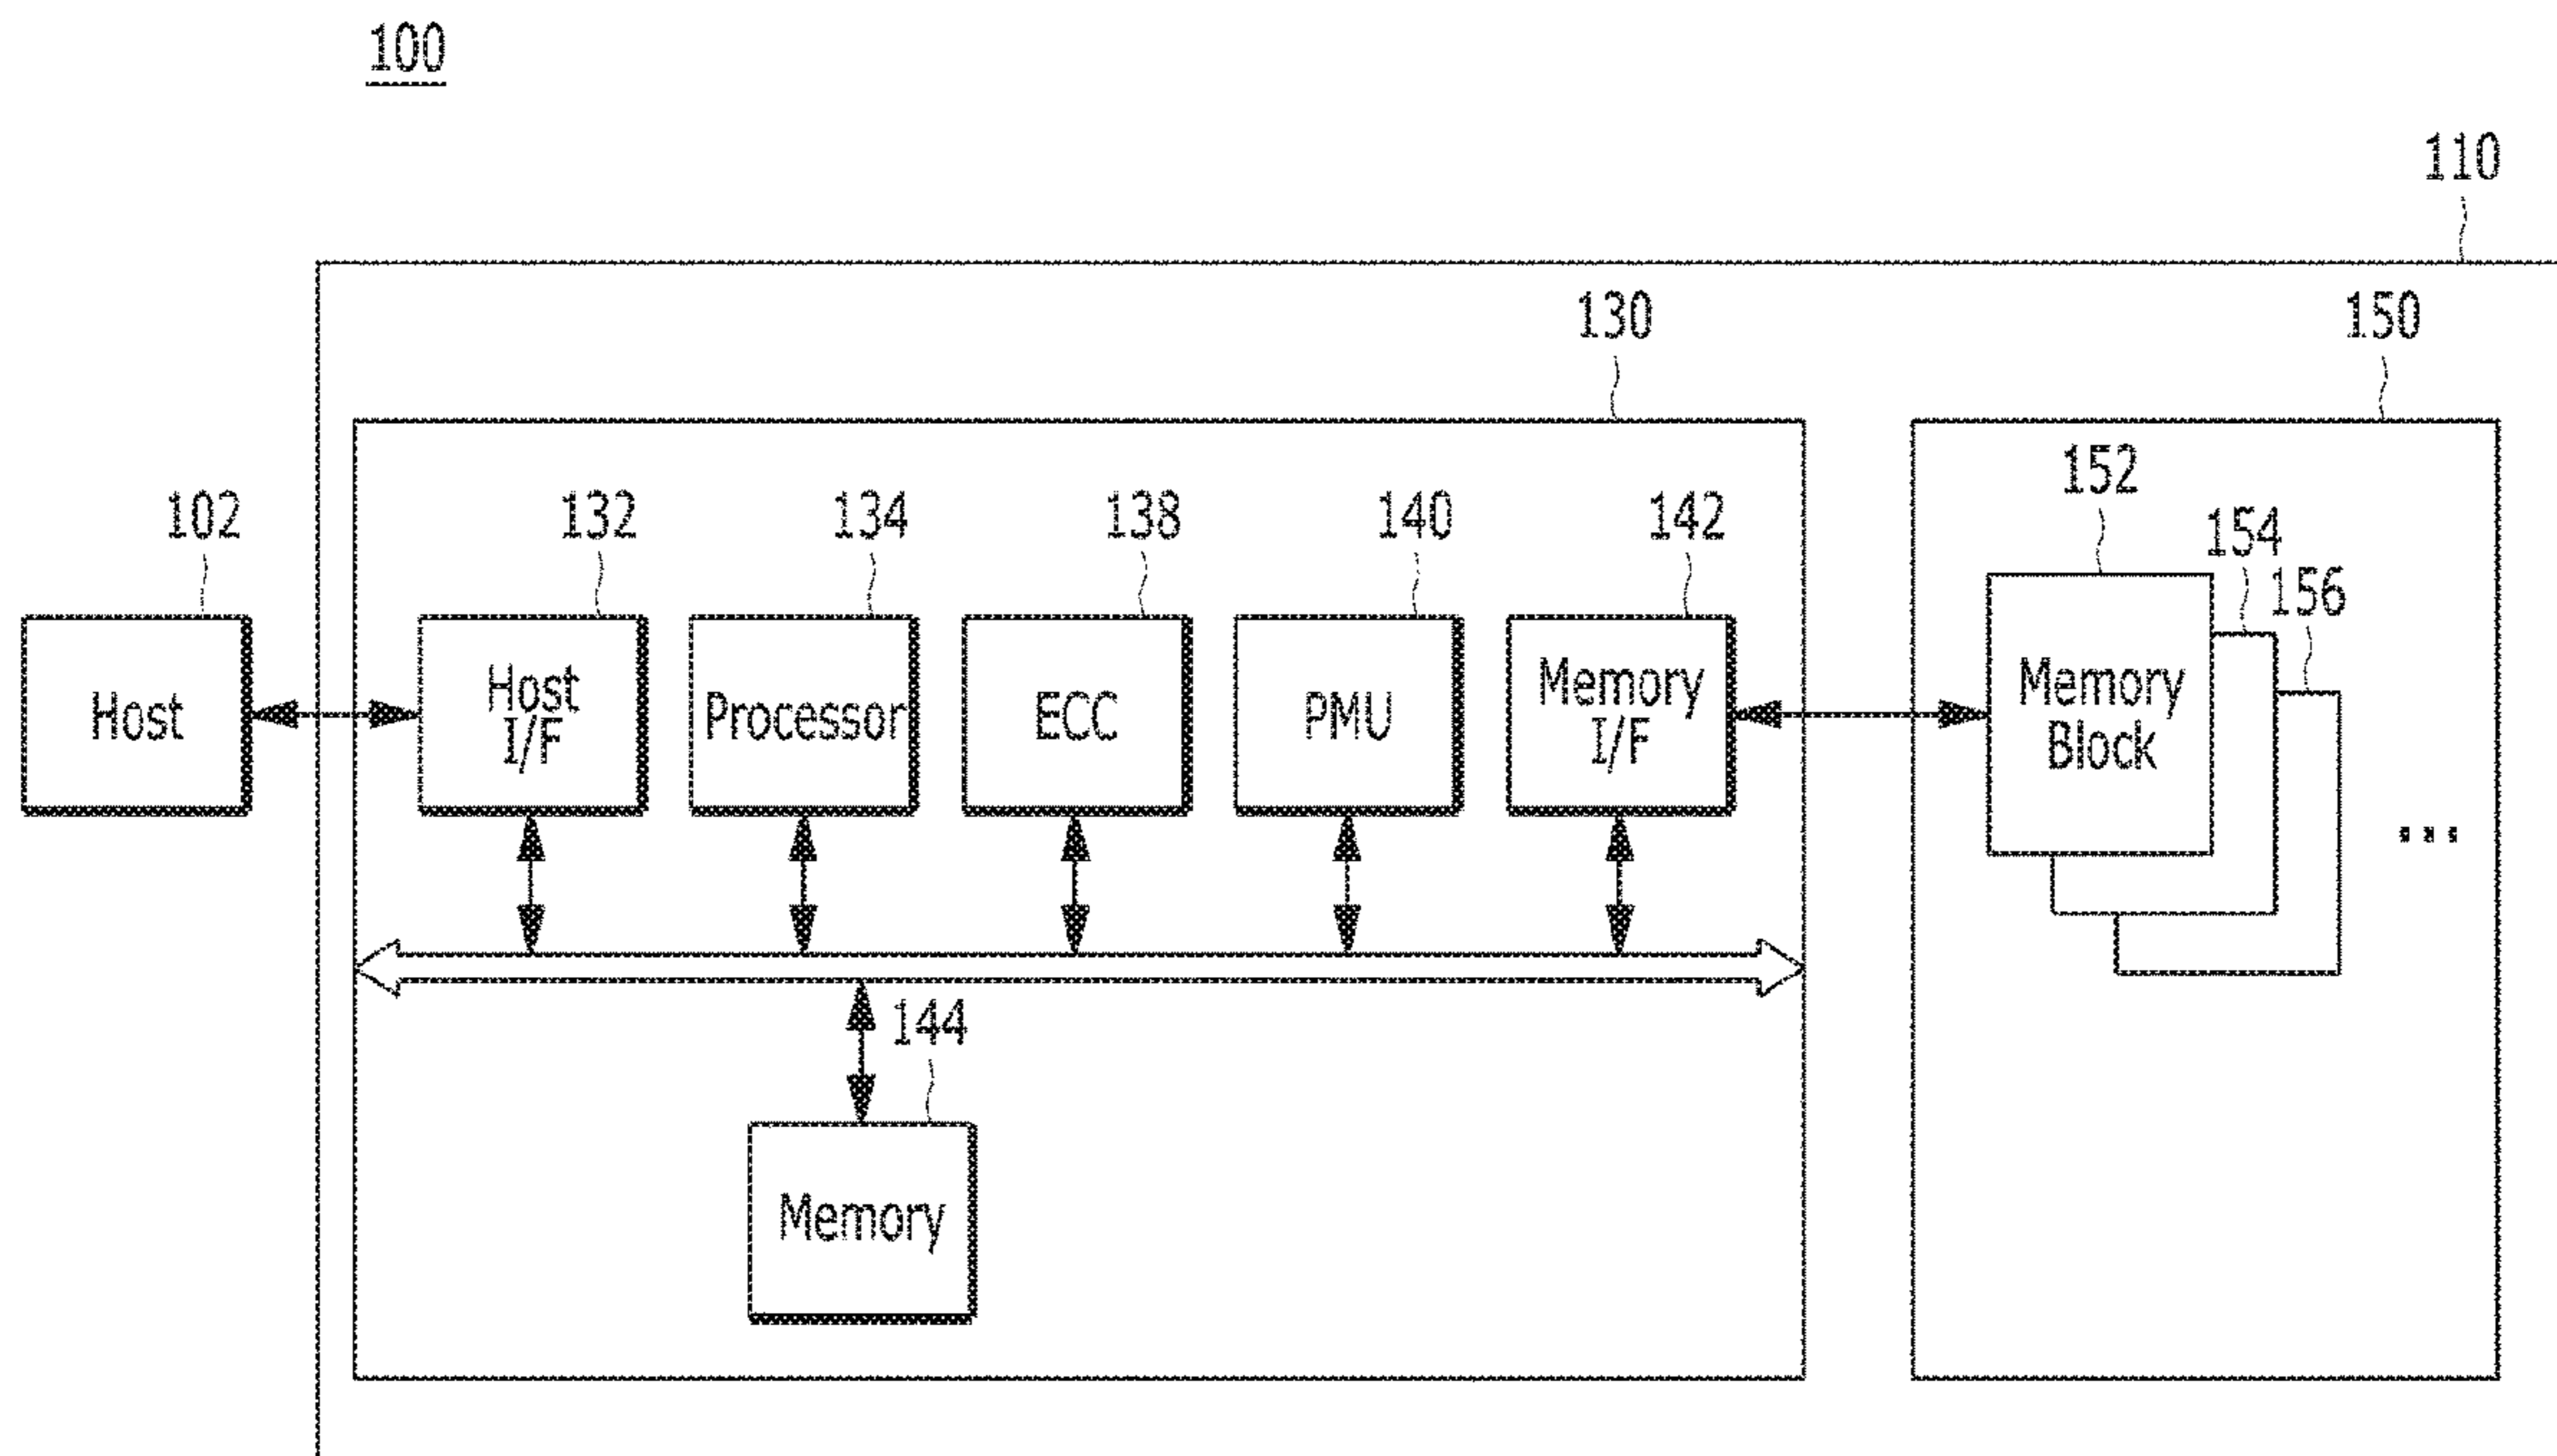 100
110
130
150
152
102
132
134
138
140
142
154
156
Host
Host
I/F
Processor
ECC
PMU
Memory
I/F
Memory
Block
...
144
Memory